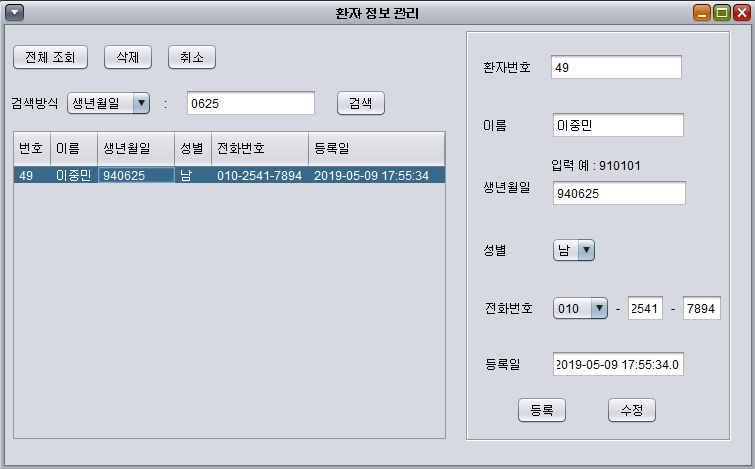 환자 정보 관리
전체 조회 삭제 취소
검색방식 생년월일 : 0625 검색
번호 이름 생년월일 성별 전화번호 등록일
49 이중민 940625 남 010-2541-7894 2019-05-09 17:55:34
환자번호 49
이름 이중민
입력 예 : 910101
생년월일 940625
성별 남
전화번호 010 - 2541 - 7894
등록일 2019-05-09 17:55:34.0
등록 수정